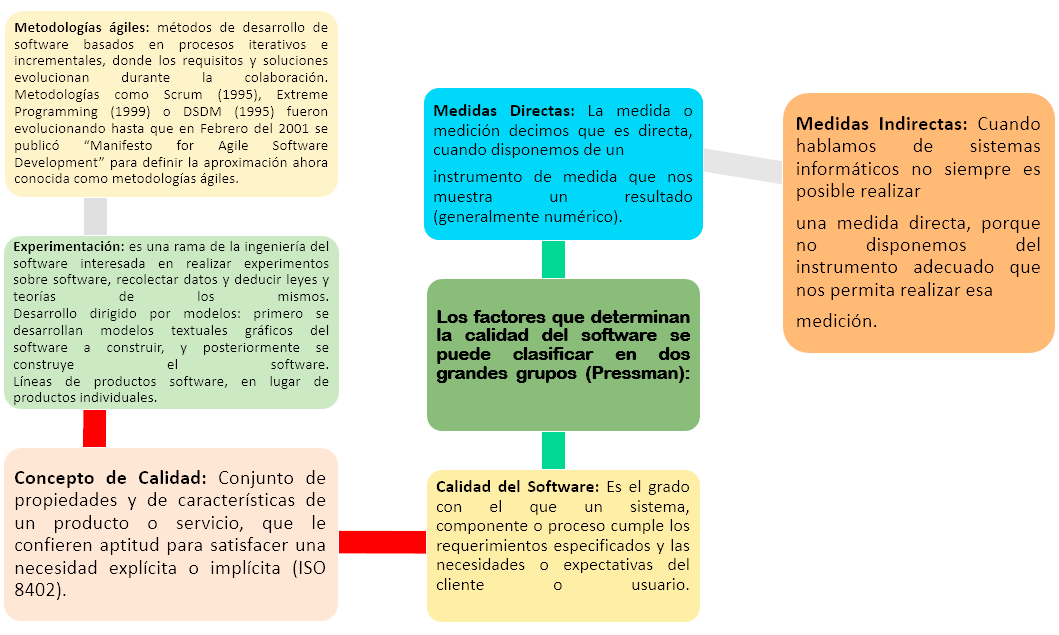 Metodologías ágiles: métodos de desarrollo de
software basados en procesos iterativos e
incrementales, donde los requisitos y soluciones
evolucionan durante la colaboración.
Metodologías como Scrum (1995), Extreme
Programming (1999) o DSDM (1995) fueron
evolucionando hasta que en Febrero del 2001 se
publicó “Manifesto for Agile Software
Development” para definir la aproximación ahora
conocida como metodologías ágiles.
Experimentación: es una rama de la ingeniería del
software interesada en realizar experimentos
sobre software, recolectar datos y deducir leyes y
teorías de los mismos.
Desarrollo dirigido por modelos: primero se
desarrollan modelos textuales gráficos del
software a construir, y posteriormente se
construye el software.
Líneas de productos software, en lugar de
productos individuales.
Concepto de Calidad: Conjunto de
propiedades y de características de
un producto o servicio, que le
confieren aptitud para satisfacer una
necesidad explícita o implícita (ISO
8402).
Calidad del Software: Es el grado
con el que un sistema,
componente o proceso cumple los
requerimientos especificados y las
necesidades o expectativas del
cliente o usuario.
Los factores que determinan
la calidad del software se
puede clasificar en dos
grandes grupos (Pressman):
Medidas Directas: La medida o
medición decimos que es directa,
cuando disponemos de un
instrumento de medida que nos
muestra un resultado
(generalmente numérico).
Medidas Indirectas: Cuando
hablamos de sistemas
informáticos no siempre es
posible realizar
una medida directa, porque
no disponemos del
instrumento adecuado que
nos permita realizar esa
medición.